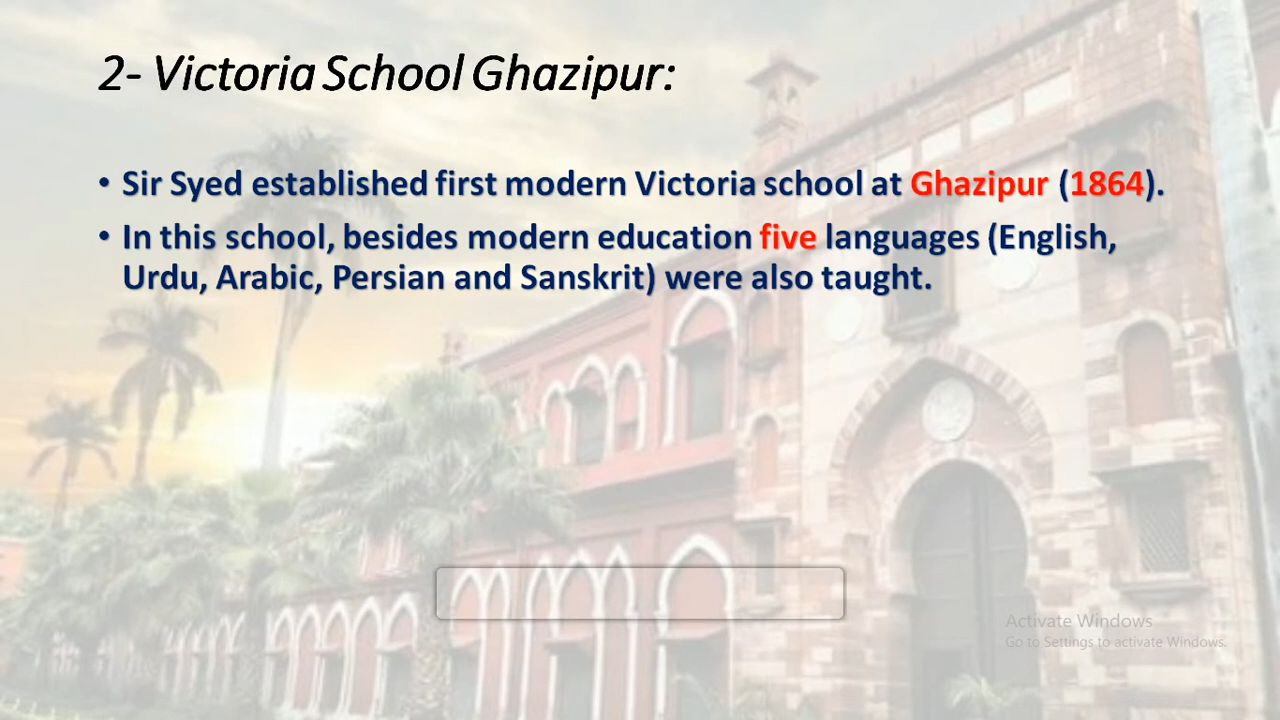 2- Victoria School Ghazipur:
• Sir Syed established first modern Victoria school at Ghazipur (1864).
• In this school, besides modern education five languages (English,
Urdu, Arabic, Persian and Sanskrit) were also taught.
Activate Windows
Go to Settings to activate Windows.